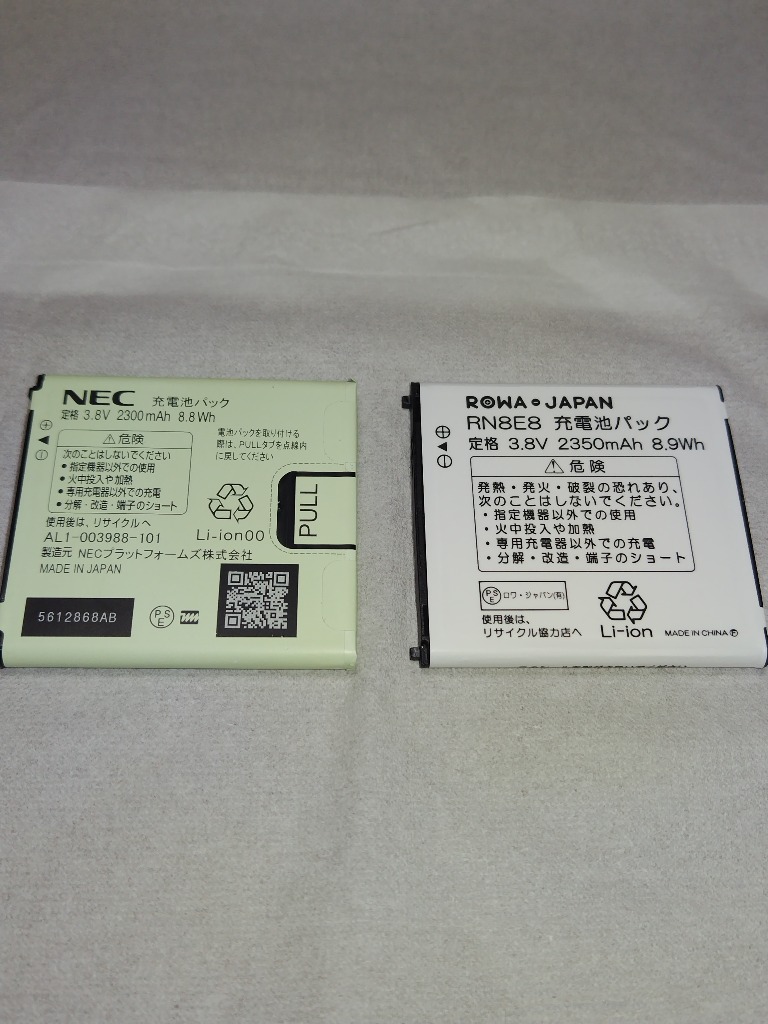 NEC 充電池パック
定格 3.8V 2300mAh 8.8Wh
⚠危険
次のことはしないでください
・指定機器以外での使用
・火中投入や加熱
・専用充電器以外での充電
・分解・改造・端子のショート
電池パックを取り付ける
際は、PULLタブを点線内
に戻してください
PULL
使用後は、リサイクルへ
Li-ion00
AL1-003988-101
製造元 NECプラットフォームズ株式会社
MADE IN JAPAN
5612868AB
PSE
ROWA・JAPAN
RN8E8 充電池パック
定格 3.8V 2350mAh 8.9Wh
⚠危険
発熱・発火・破裂の恐れあり、
次のことはしないでください。
・指定機器以外での使用
・火中投入や加熱
・専用充電器以外での充電
・分解・改造・端子のショート
PSE ロワ・ジャパン(有)
使用後は、
リサイクル協力店へ
Li-ion
MADE IN CHINA Ⓟ